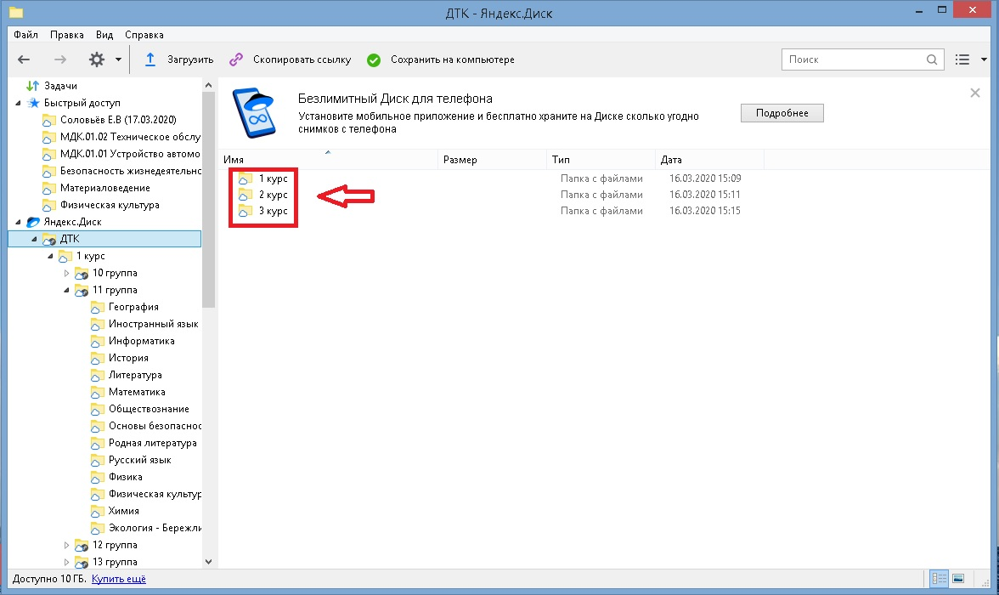 ДТК - Яндекс.Диск
Файл Правка Вид Справка
Загрузить Скопировать ссылку Сохранить на компьютере Поиск
Задачи
Быстрый доступ
Соловьёв Е.В (17.03.2020)
МДК.01.02 Техническое обслу
МДК.01.01 Устройство автомо
Безопасность жизнедеятельнс
Материаловедение
Физическая культура
Яндекс.Диск
ДТК
1 курс
10 группа
11 группа
География
Иностранный язык
Информатика
История
Литература
Математика
Обществознание
Основы безопаснос
Родная литература
Русский язык
Физика
Физическая культур
Химия
Экология - Бережли
12 группа
13 группа
Безлимитный Диск для телефона
Установите мобильное приложение и бесплатно храните на Диске сколько угодно
снимков с телефона
Подробнее
Имя Размер Тип Дата
1 курс Папка с файлами 16.03.2020 15:09
2 курс Папка с файлами 16.03.2020 15:11
3 курс Папка с файлами 16.03.2020 15:15
Доступно 10 ГБ. Купить ещё